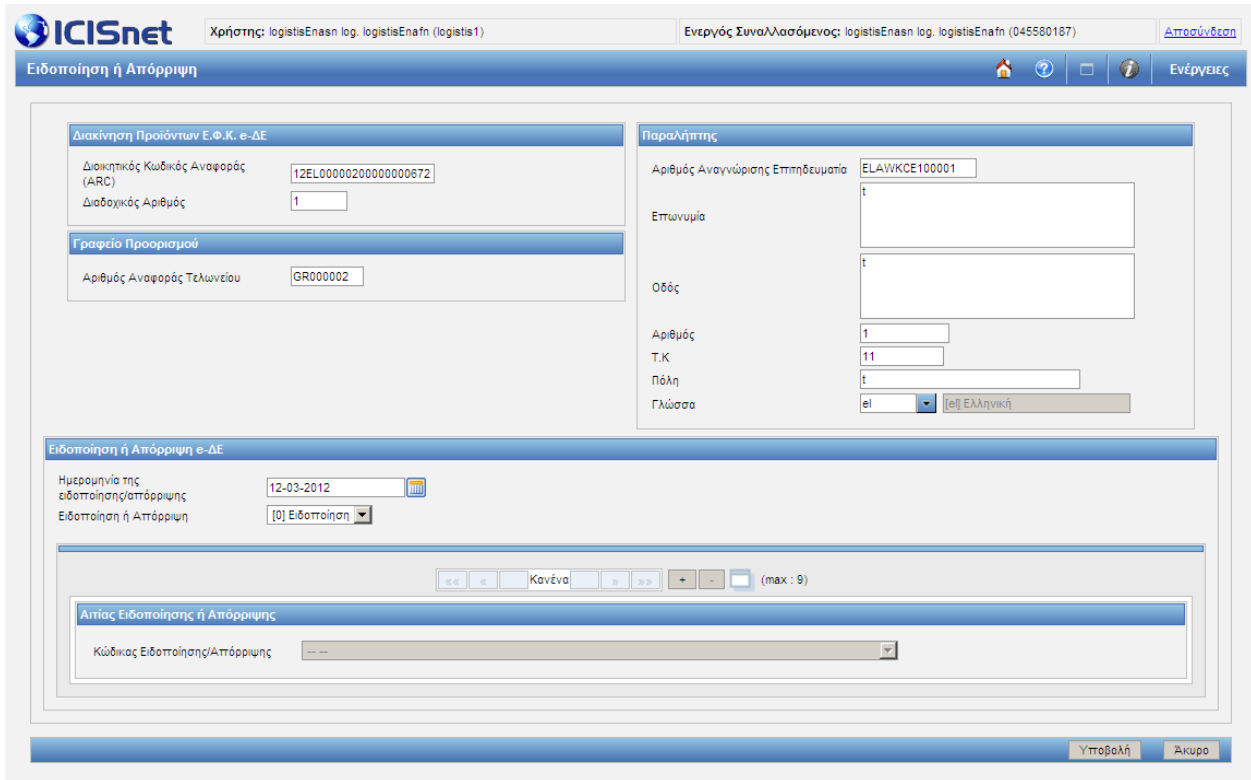 ICISnet
Χρήστης: logistisEnasn log. logistisEnafn (logistis1)
Ενεργός Συναλλασόμενος: logistisEnasn log. logistisEnafn (045580187)
Αποσύνδεση
Ειδοποίηση ή Απόρριψη
Ενέργειες
Διακίνηση Προϊόντων Ε.Φ.Κ. e-ΔΕ
Διοικητικός Κωδικός Αναφοράς
(ARC)
12EL00000200000000672
Διαδοχικός Αριθμός
1
Γραφείο Προορισμού
Αριθμός Αναφοράς Τελωνείου
GR000002
Παραλήπτης
Αριθμός Αναγνώρισης Επιτηδευματία
ELAWKCE100001
Επωνυμία
t
Οδός
t
Αριθμός
1
Τ.Κ
11
Πόλη
t
Γλώσσα
el
[el] Ελληνική
Ειδοποίηση ή Απόρριψη e-ΔΕ
Ημερομηνία της
ειδοποίησης/απόρριψης
12-03-2012
Ειδοποίηση ή Απόρριψη
[0] Ειδοποίηση
«« « Κανένα » »» + - (max : 9)
Αιτίας Ειδοποίησης ή Απόρριψης
Κώδικας Ειδοποίησης/Απόρριψης
-- --
Υποβολή
Άκυρο